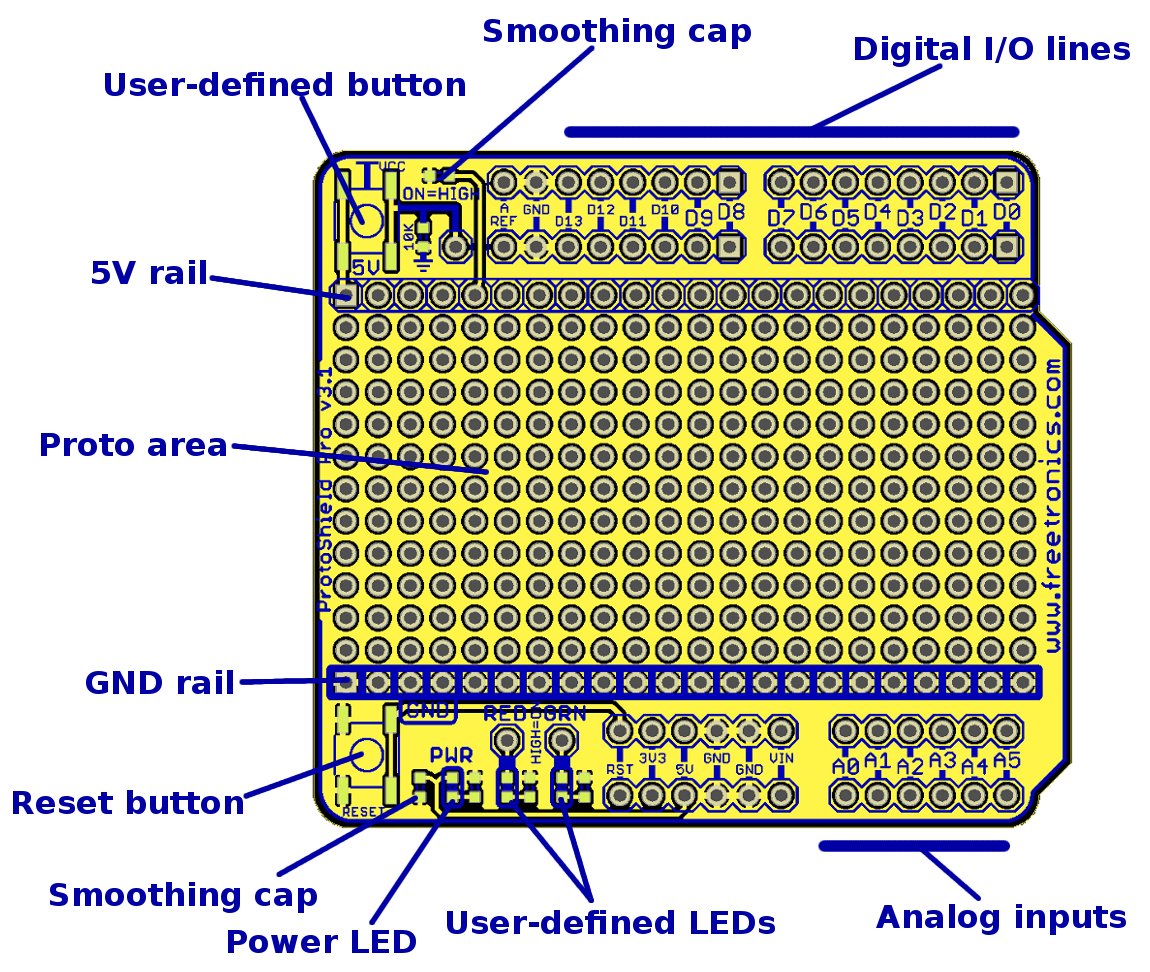 Smoothing cap
Digital I/O lines
User-defined button
VCC
ON=HIGH
A
REF
GND
D13
D12
D11
D10
D9
D8
D7
D6
D5
D4
D3
D2
D1
D0
10K
5V
5V rail
ProtoShield Pro v3.1
www.freetronics.com
Proto area
GND rail
GND
RED
HIGH=ON
GRN
PWR
RST
3V3
5V
GND
GND
VIN
A0
A1
A2
A3
A4
A5
Reset button
RESET
Smoothing cap
Power LED
User-defined LEDs
Analog inputs